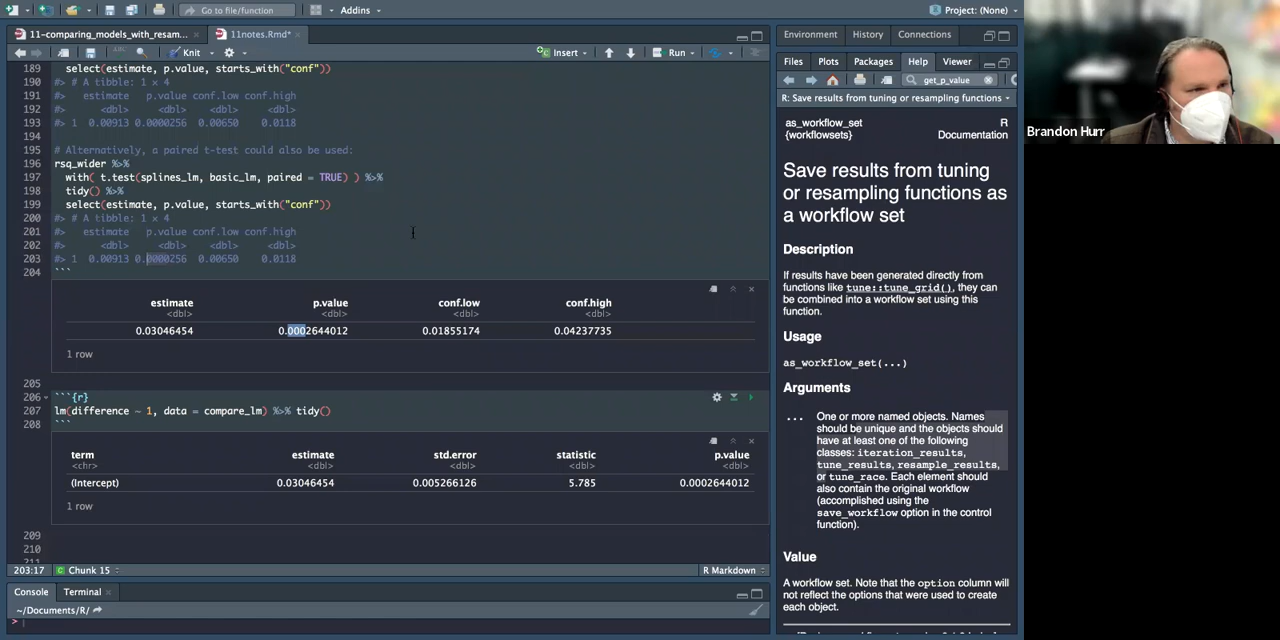 Go to file/function
Addins
Project: (None)
11-comparing_models_with_resam...
11notes.Rmd*
Knit
Insert
Run
189 select(estimate, p.value, starts_with("conf"))
190 #> # A tibble: 1 × 4
191 #> estimate p.value conf.low conf.high
192 #> <dbl> <dbl> <dbl> <dbl>
193 #> 1 0.00913 0.0000256 0.00650 0.0118
194
195 # Alternatively, a paired t-test could also be used:
196 rsq_wider %>%
197 with( t.test(splines_lm, basic_lm, paired = TRUE) ) %>%
198 tidy() %>%
199 select(estimate, p.value, starts_with("conf"))
200 #> # A tibble: 1 × 4
201 #> estimate p.value conf.low conf.high
202 #> <dbl> <dbl> <dbl> <dbl>
203 #> 1 0.00913 0.0000256 0.00650 0.0118
204 ```
estimate p.value conf.low conf.high
<dbl> <dbl> <dbl> <dbl>
0.03046454 0.0002644012 0.01855174 0.04237735
1 row
205
206 ```{r}
207 lm(difference ~ 1, data = compare_lm) %>% tidy()
208 ```
term estimate std.error statistic p.value
<chr> <dbl> <dbl> <dbl> <dbl>
(Intercept) 0.03046454 0.005266126 5.785 0.0002644012
1 row
209
210
211
203:17 Chunk 15 R Markdown
Console Terminal
~/Documents/R/
>
Environment History Connections
Files Plots Packages Help Viewer
get_p_value
R: Save results from tuning or resampling functions
as_workflow_set R
{workflowsets} Documentation
Save results from tuning
or resampling functions as
a workflow set
Description
If results have been generated directly from
functions like tune::tune_grid(), they can
be combined into a workflow set using this
function.
Usage
as_workflow_set(...)
Arguments
... One or more named objects. Names
should be unique and the objects should
have at least one of the following
classes: iteration_results,
tune_results, resample_results,
or tune_race. Each element should
also contain the original workflow
(accomplished using the
save_workflow option in the control
function).
Value
A workflow set. Note that the option column will
not reflect the options that were used to create
each object.
Brandon Hurr